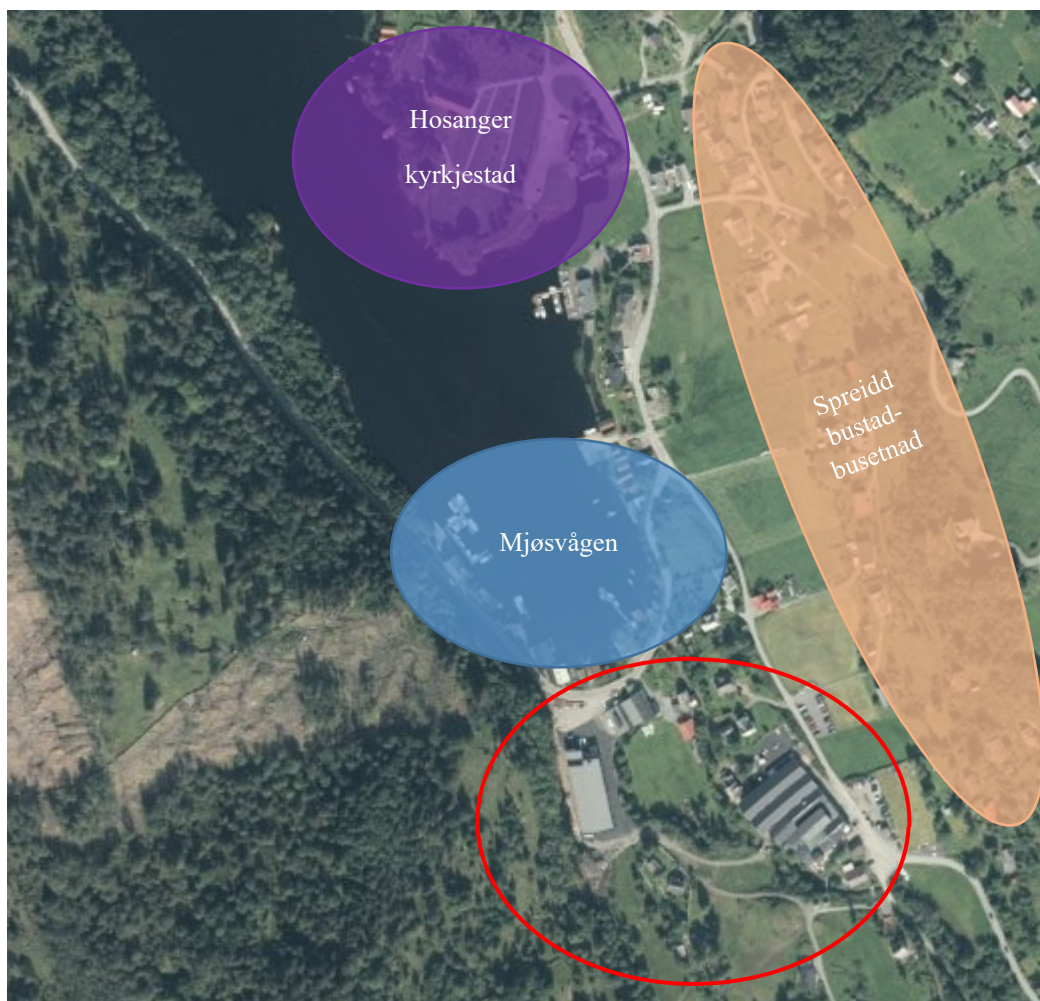 Hosanger
kyrkjestad
Spreidd
bustad-
busetnad
Mjøsvågen